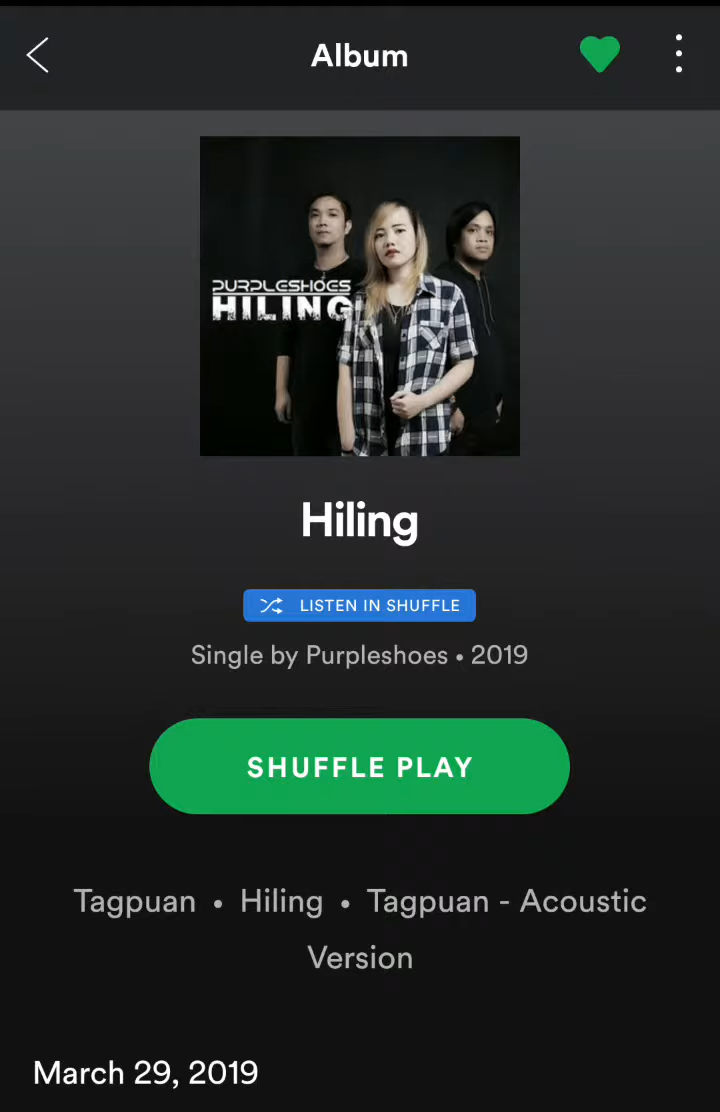 Album
PURPLESHOES
HILING
Hiling
LISTEN IN SHUFFLE
Single by Purpleshoes • 2019
SHUFFLE PLAY
Tagpuan • Hiling • Tagpuan - Acoustic
Version
March 29, 2019